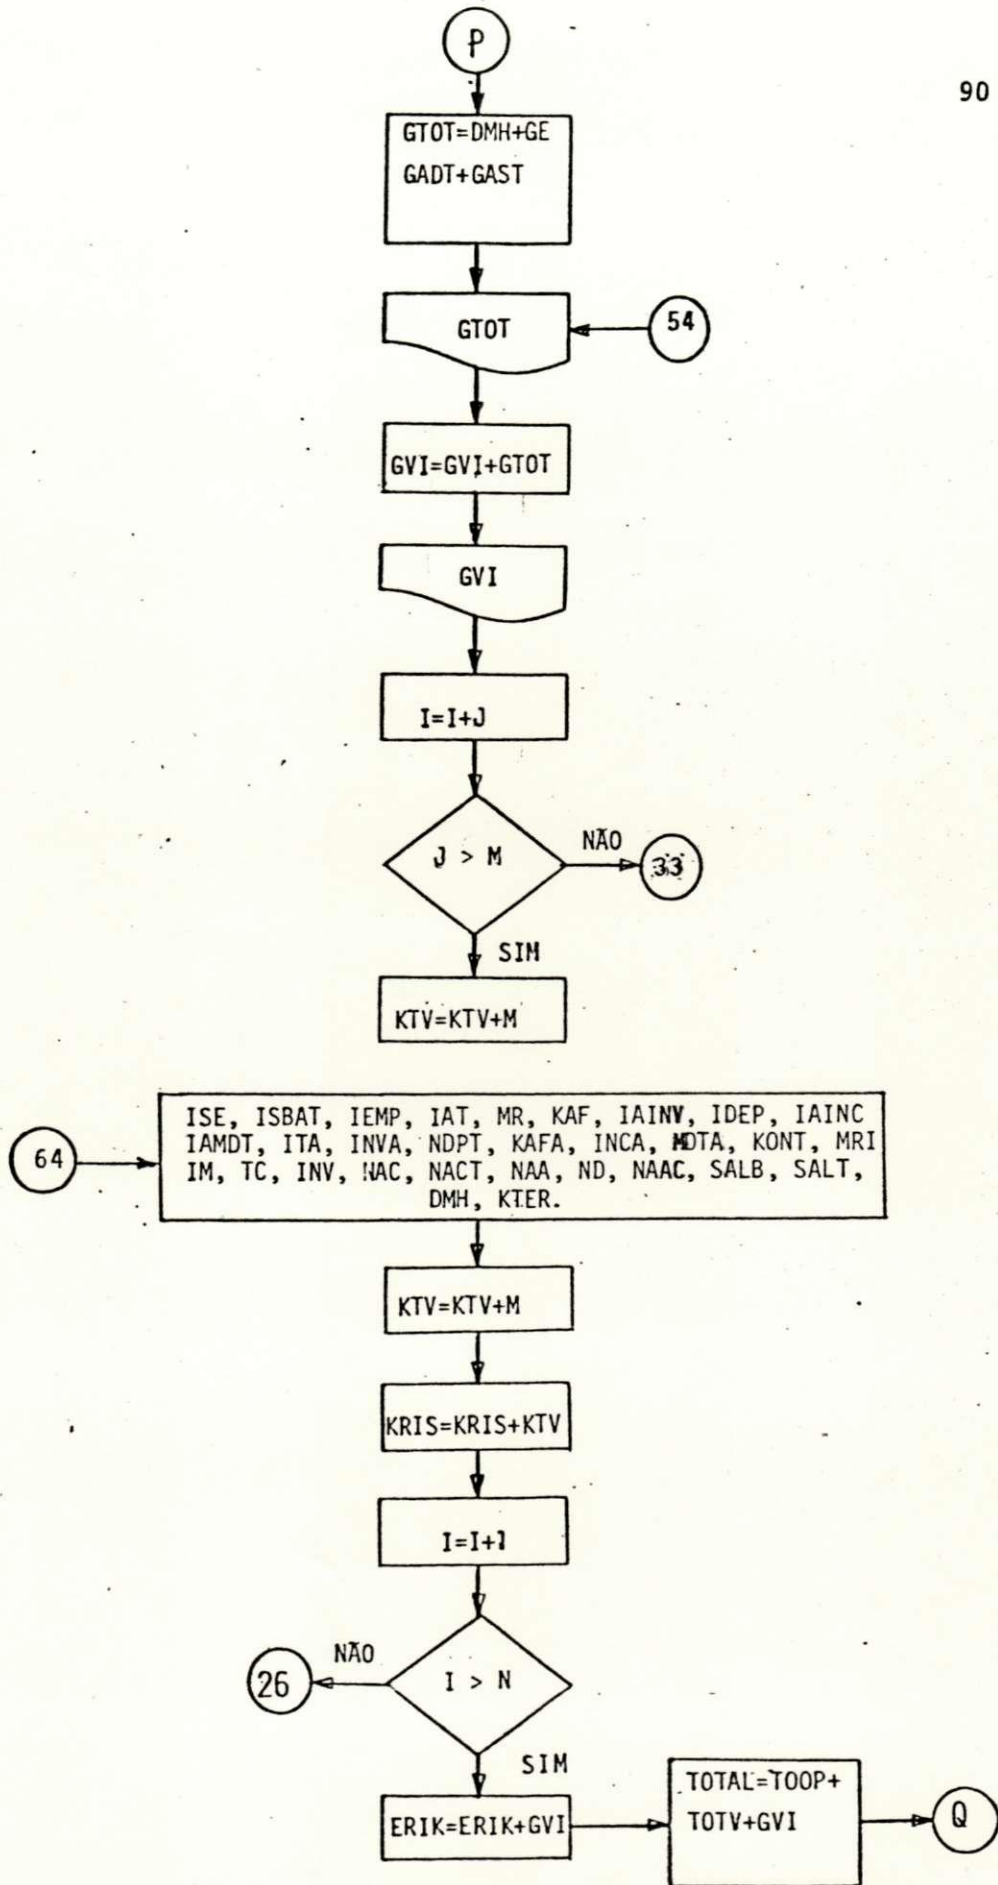 P
90
GTOT=DMH+GE
GADT+GAST
GTOT
54
GVI=GVI+GTOT
GVI
I=I+J
J > M
NÃO
33
SIM
KTV=KTV+M
64
ISE, ISBAT, IEMP, IAT, MR, KAF, IAINV, IDEP, IAINC
IAMDT, ITA, INVA, NDPT, KAFA, INCA, MDTA, KONT, MRI
IM, TC, INV, NAC, NACT, NAA, ND, NAAC, SALB, SALT,
DMH, KTER.
KTV=KTV+M
KRIS=KRIS+KTV
I=I+1
NÃO
26
I > N
SIM
ERIK=ERIK+GVI
TOTAL=TOOP+
TOTV+GVI
Q